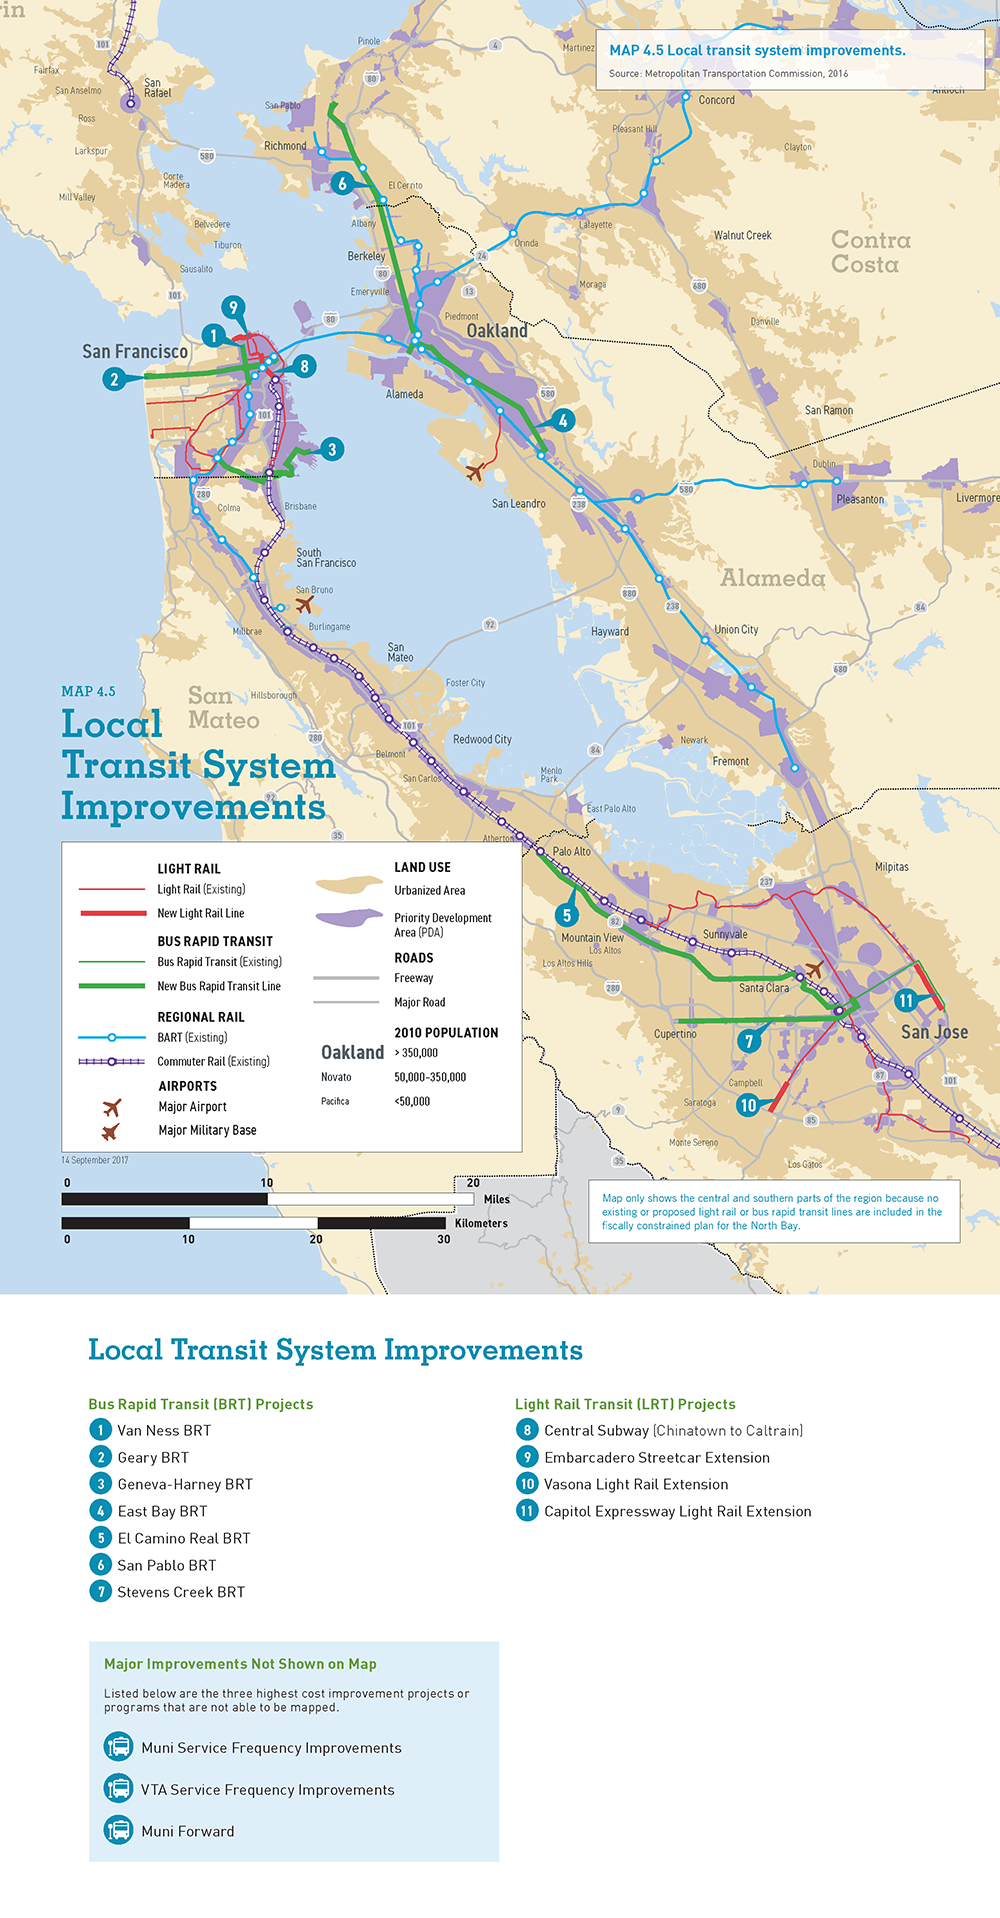 MAP 4.5 Local transit system improvements.
Source: Metropolitan Transportation Commission, 2016
rin
101
Fairfax
San Anselmo
San
Rafael
Ross
Larkspur
580
Corte
Madera
Mill Valley
Belvedere
Tiburon
Sausalito
101
Pinole
80
4
Martinez
San Pablo
Richmond
6
El Cerrito
Albany
Berkeley
80
Emeryville
24
13
Piedmont
Oakland
Alameda
580
4
San Leandro
238
Concord
Antioch
Pleasant Hill
Clayton
Lafayette
Orinda
Moraga
Walnut Creek
Contra
Costa
680
Danville
San Ramon
Dublin
580
Pleasanton
Livermore
9
1
80
San Francisco
2
8
101
3
280
Colma
Brisbane
South
San Francisco
San Bruno
Millbrae
Burlingame
92
San
Mateo
Foster City
Hillsborough
San
Mateo
280
101
Belmont
San Carlos
Redwood City
92
35
Atherton
Menlo
Park
84
East Palo Alto
Palo Alto
Alameda
880
238
Hayward
Union City
84
680
Newark
Fremont
Milpitas
237
5
82
Mountain View
Los Altos
Los Altos Hills
Sunnyvale
280
Santa Clara
11
San Jose
Cupertino
7
Campbell
10
Saratoga
87
101
85
9
Monte Sereno
35
Los Gatos
MAP 4.5
Local
Transit System
Improvements
LIGHT RAIL
Light Rail (Existing)
New Light Rail Line
BUS RAPID TRANSIT
Bus Rapid Transit (Existing)
New Bus Rapid Transit Line
REGIONAL RAIL
BART (Existing)
Commuter Rail (Existing)
AIRPORTS
Major Airport
Major Military Base
LAND USE
Urbanized Area
Priority Development
Area (PDA)
ROADS
Freeway
Major Road
2010 POPULATION
Oakland > 350,000
Novato 50,000–350,000
Pacifica <50,000
14 September 2017
0 10 20
Miles
Kilometers
0 10 20 30
Map only shows the central and southern parts of the region because no
existing or proposed light rail or bus rapid transit lines are included in the
fiscally constrained plan for the North Bay.
Local Transit System Improvements
Bus Rapid Transit (BRT) Projects
1 Van Ness BRT
2 Geary BRT
3 Geneva-Harney BRT
4 East Bay BRT
5 El Camino Real BRT
6 San Pablo BRT
7 Stevens Creek BRT
Light Rail Transit (LRT) Projects
8 Central Subway (Chinatown to Caltrain)
9 Embarcadero Streetcar Extension
10 Vasona Light Rail Extension
11 Capitol Expressway Light Rail Extension
Major Improvements Not Shown on Map
Listed below are the three highest cost improvement projects or
programs that are not able to be mapped.
Muni Service Frequency Improvements
VTA Service Frequency Improvements
Muni Forward